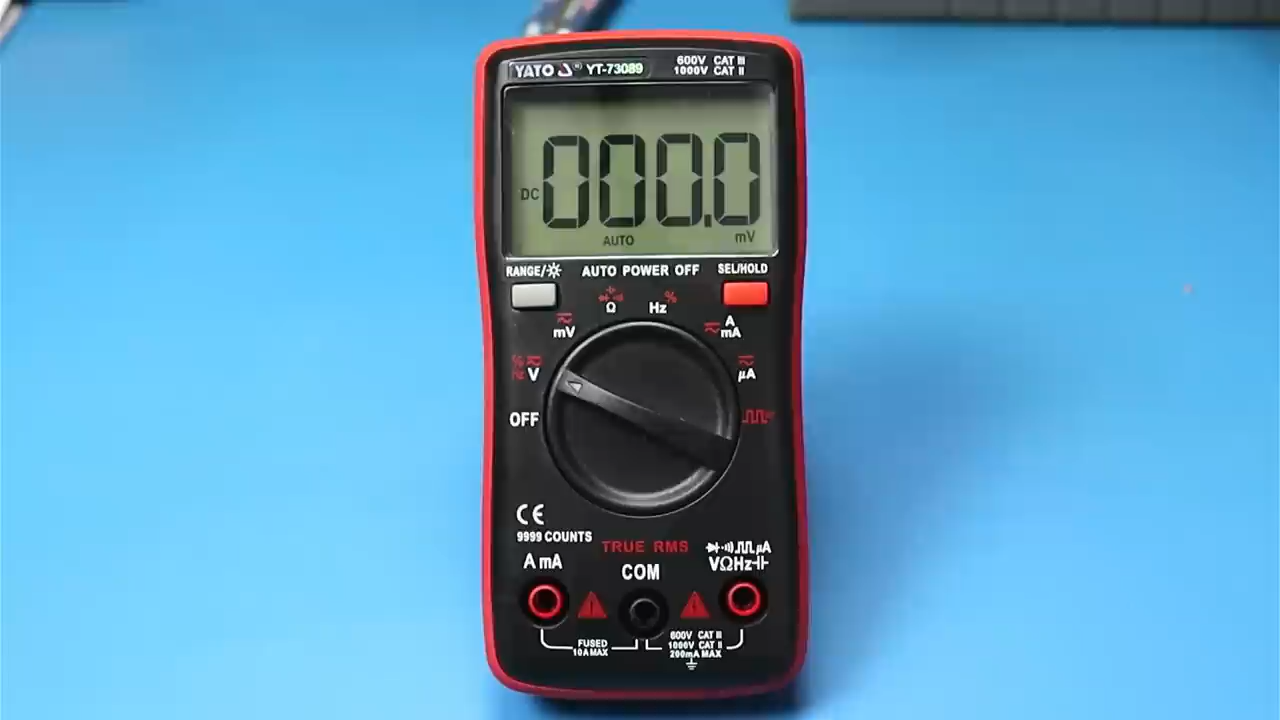 YATO YT-73089
600V CAT III
1000V CAT II
DC 000.0
AUTO mV
RANGE/ AUTO POWER OFF SEL/HOLD
mV Ω Hz % A
mA
V μA
OFF
CE
9999 COUNTS
TRUE RMS
A mA COM μA
VΩHz
FUSED
10A MAX
600V CAT III
1000V CAT II
200mA MAX